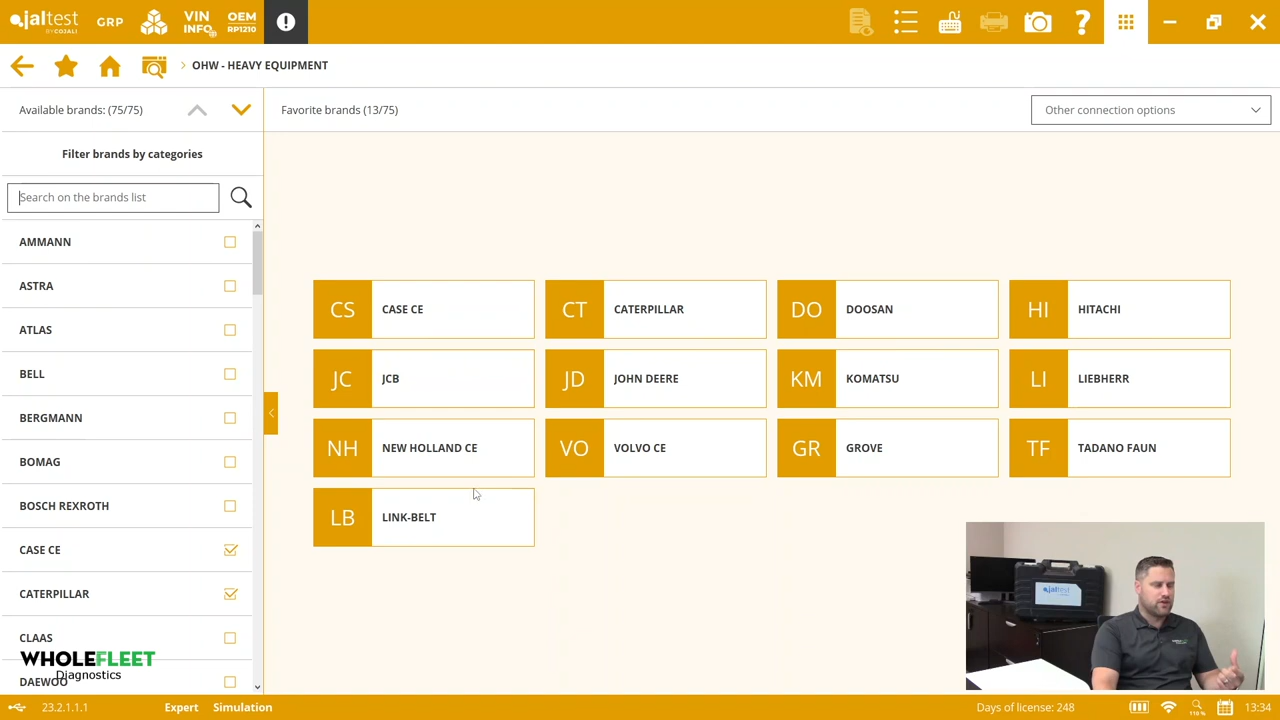 jaltest
BY COJALI
GRP
VIN
INFO
OEM
RP1210
OHW - HEAVY EQUIPMENT
Available brands: (75/75)
Favorite brands (13/75)
Other connection options
Filter brands by categories
Search on the brands list
AMMANN
ASTRA
ATLAS
BELL
BERGMANN
BOMAG
BOSCH REXROTH
CASE CE
CATERPILLAR
CLAAS
DAEWOO
CS CASE CE
CT CATERPILLAR
DO DOOSAN
HI HITACHI
JC JCB
JD JOHN DEERE
KM KOMATSU
LI LIEBHERR
NH NEW HOLLAND CE
VO VOLVO CE
GR GROVE
TF TADANO FAUN
LB LINK-BELT
jaltest
WHOLEFLEET
Diagnostics
23.2.1.1.1
Expert
Simulation
Days of license: 248
110 %
13:34